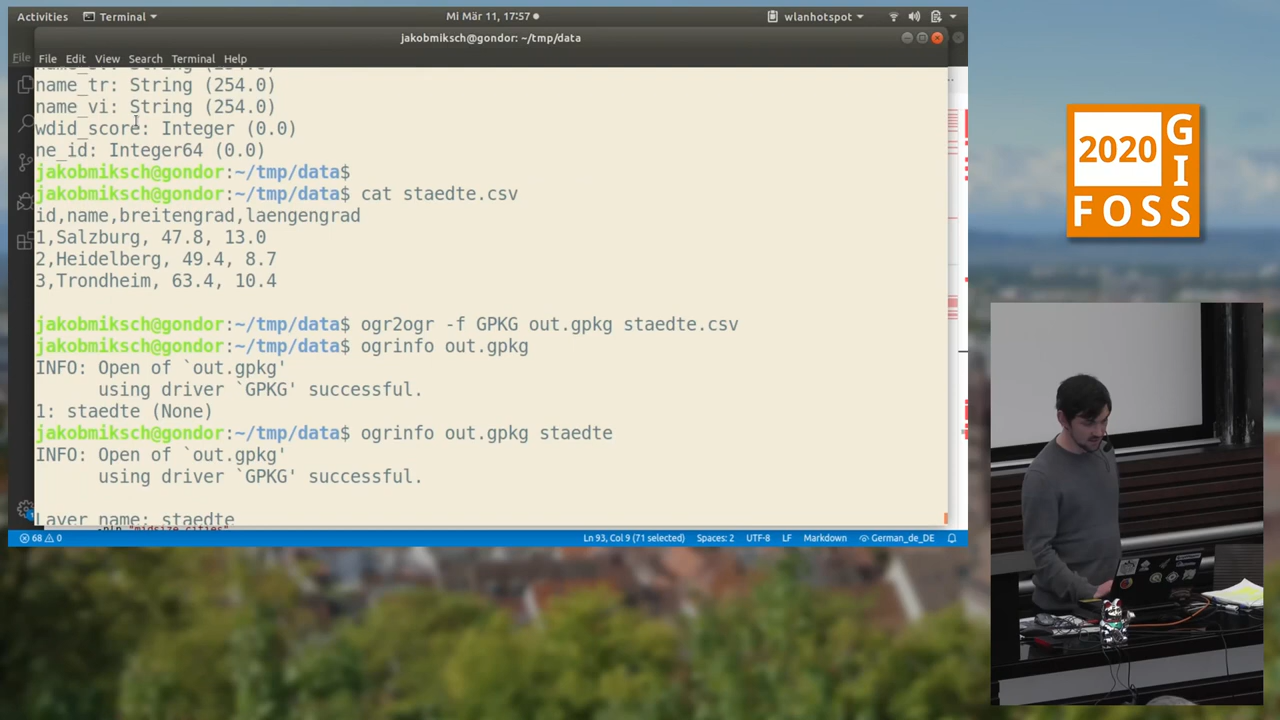 Activities
Terminal
Mi Mär 11, 17:57
wlanhotspot
jakobmiksch@gondor: ~/tmp/data
File
File Edit View Search Terminal Help
name_tr: String (254.0)
name_vi: String (254.0)
wdid_score: Integer (0.0)
ne_id: Integer64 (0.0)
jakobmiksch@gondor:~/tmp/data$
jakobmiksch@gondor:~/tmp/data$ cat staedte.csv
id,name,breitengrad,laengengrad
1,Salzburg, 47.8, 13.0
2,Heidelberg, 49.4, 8.7
3,Trondheim, 63.4, 10.4
jakobmiksch@gondor:~/tmp/data$ ogr2ogr -f GPKG out.gpkg staedte.csv
jakobmiksch@gondor:~/tmp/data$ ogrinfo out.gpkg
INFO: Open of `out.gpkg'
using driver `GPKG' successful.
1: staedte (None)
jakobmiksch@gondor:~/tmp/data$ ogrinfo out.gpkg staedte
INFO: Open of `out.gpkg'
using driver `GPKG' successful.
Layer name: staedte
68 0
Ln 93, Col 9 (71 selected) Spaces: 2 UTF-8 LF Markdown German_de_DE
2020
GI
FOSS